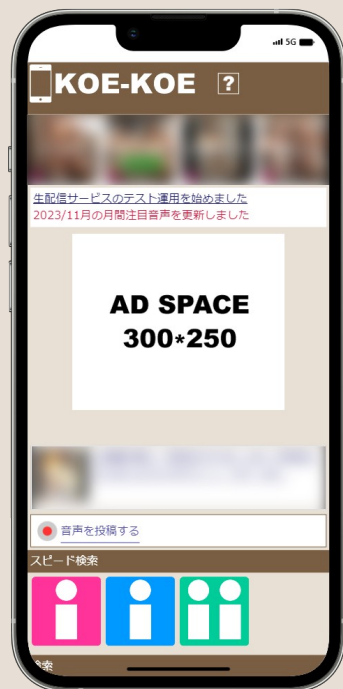 5G
KOE-KOE ?
生配信サービスのテスト運用を始めました
2023/11月の月間注目音声を更新しました
AD SPACE
300*250
音声を投稿する
スピード検索
検索